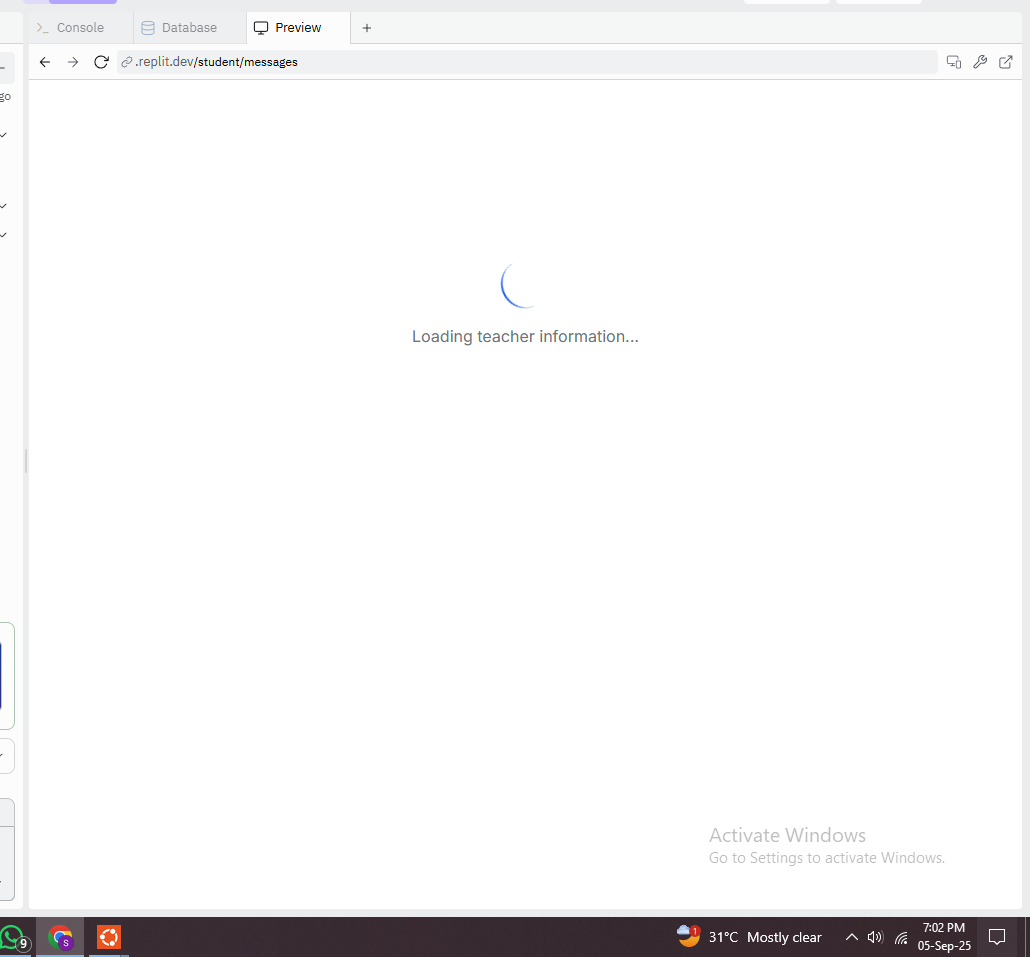 Console
Database
Preview
.replit.dev/student/messages
go
Loading teacher information...
Activate Windows
Go to Settings to activate Windows.
9
S
1
31°C Mostly clear
7:02 PM
05-Sep-25